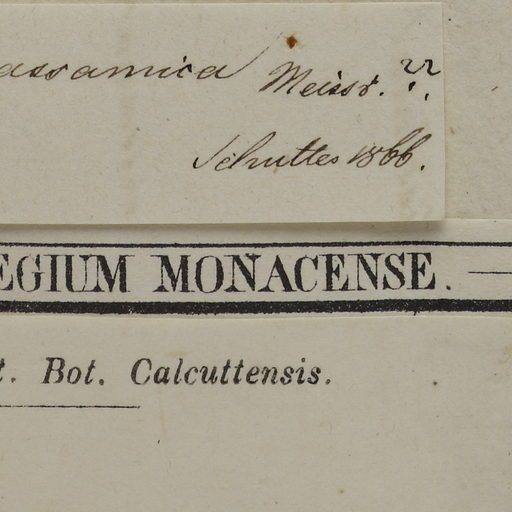 assamica Meissn. ??
Schultes 1866.
EGIUM MONACENSE.
t. Bot. Calcuttensis.